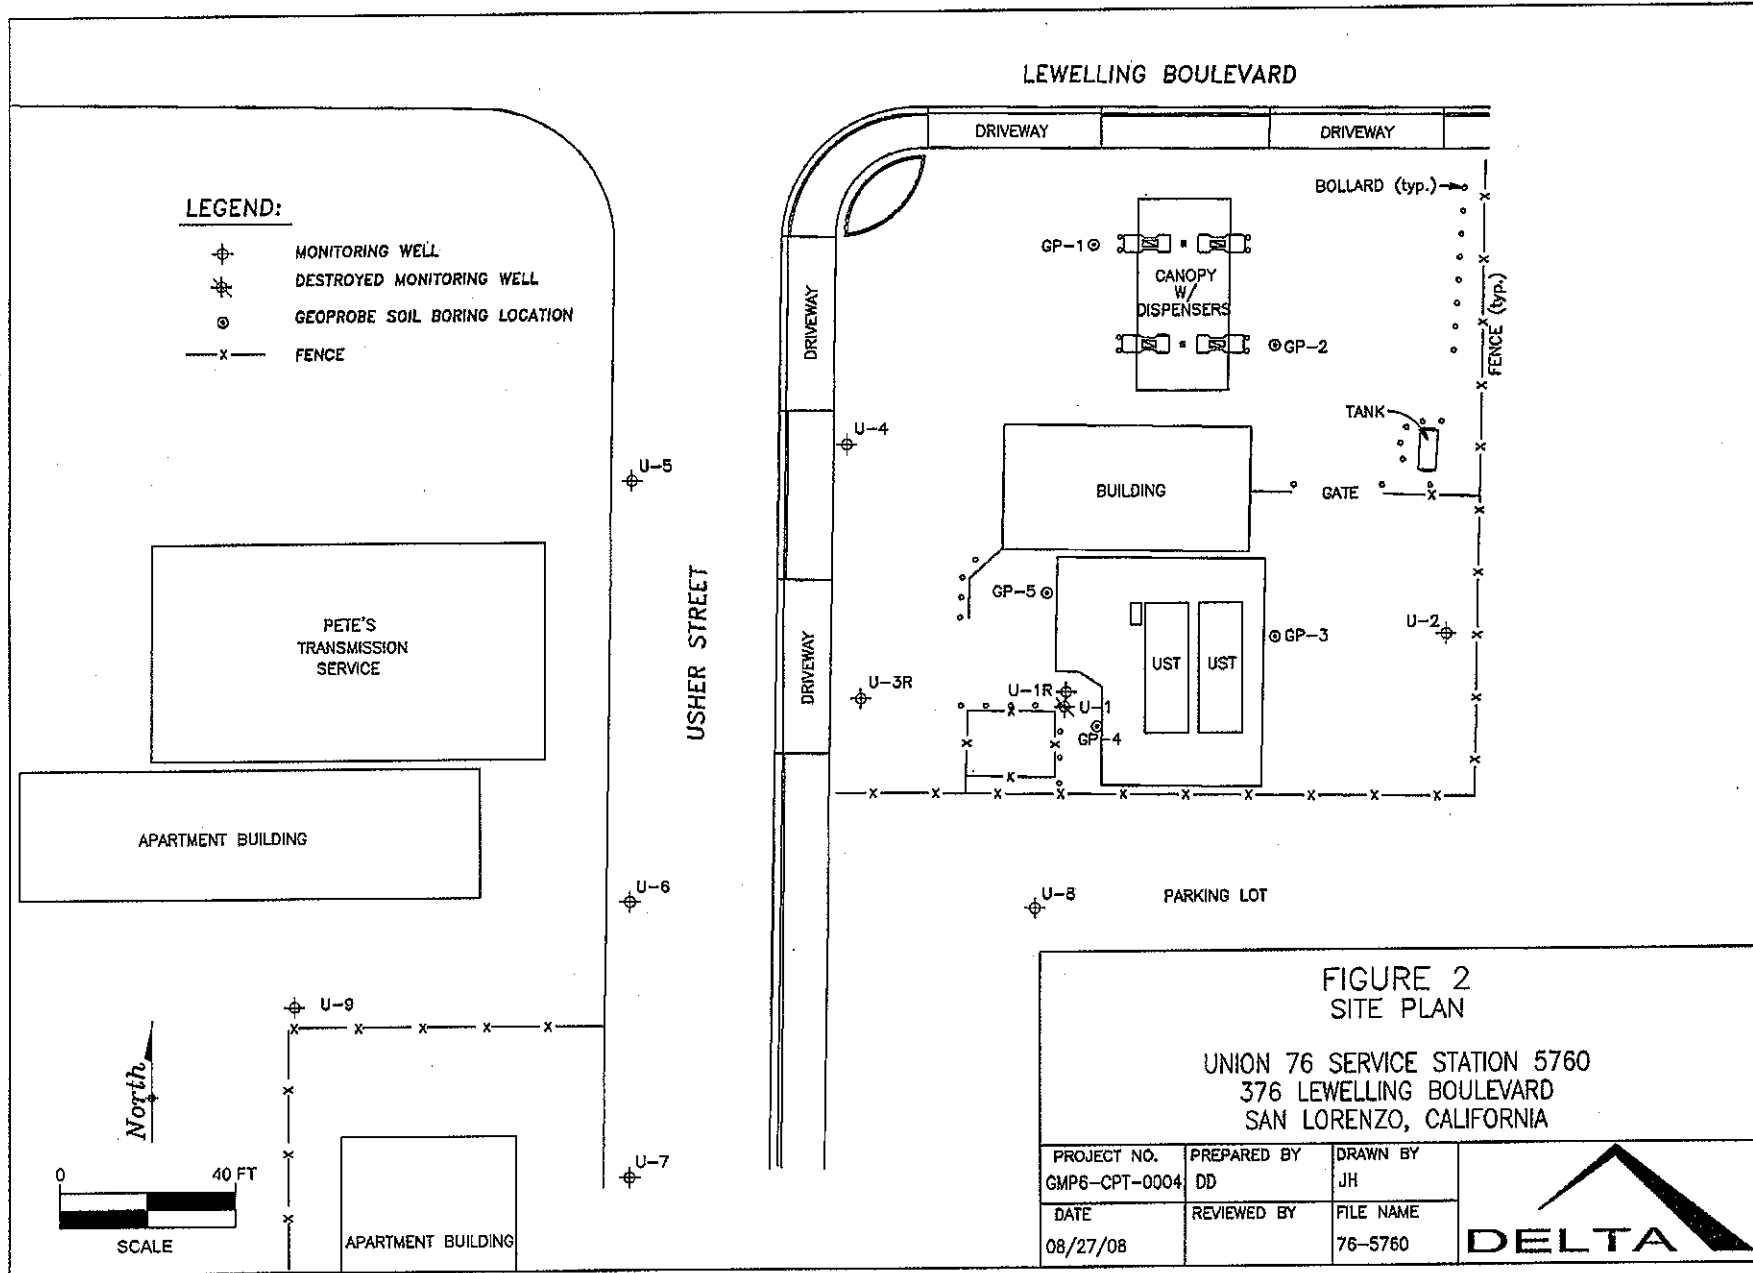 LEWELLING BOULEVARD
DRIVEWAY
DRIVEWAY
BOLLARD (typ.)
LEGEND:
MONITORING WELL
DESTROYED MONITORING WELL
GEOPROBE SOIL BORING LOCATION
x FENCE
GP-1
CANOPY
W/
DISPENSERS
GP-2
FENCE (typ.)
DRIVEWAY
TANK
U-4
U-5
BUILDING
GATE
PETE'S
TRANSMISSION
SERVICE
USHER STREET
DRIVEWAY
GP-5
GP-3
U-2
UST
UST
U-3R
U-1R
U-1
GP-4
APARTMENT BUILDING
U-6
U-8
PARKING LOT
U-9
North
U-7
0 40 FT
SCALE
APARTMENT BUILDING
FIGURE 2
SITE PLAN
UNION 76 SERVICE STATION 5760
376 LEWELLING BOULEVARD
SAN LORENZO, CALIFORNIA
PROJECT NO. PREPARED BY DRAWN BY
GMP6-CPT-0004 DD JH
DATE REVIEWED BY FILE NAME
08/27/08 76-5760
DELTA